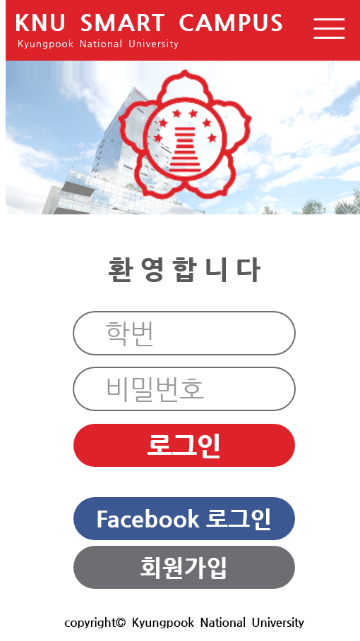 KNU SMART CAMPUS
Kyungpook National University
환영합니다
학번
비밀번호
로그인
Facebook 로그인
회원가입
copyright© Kyungpook National University